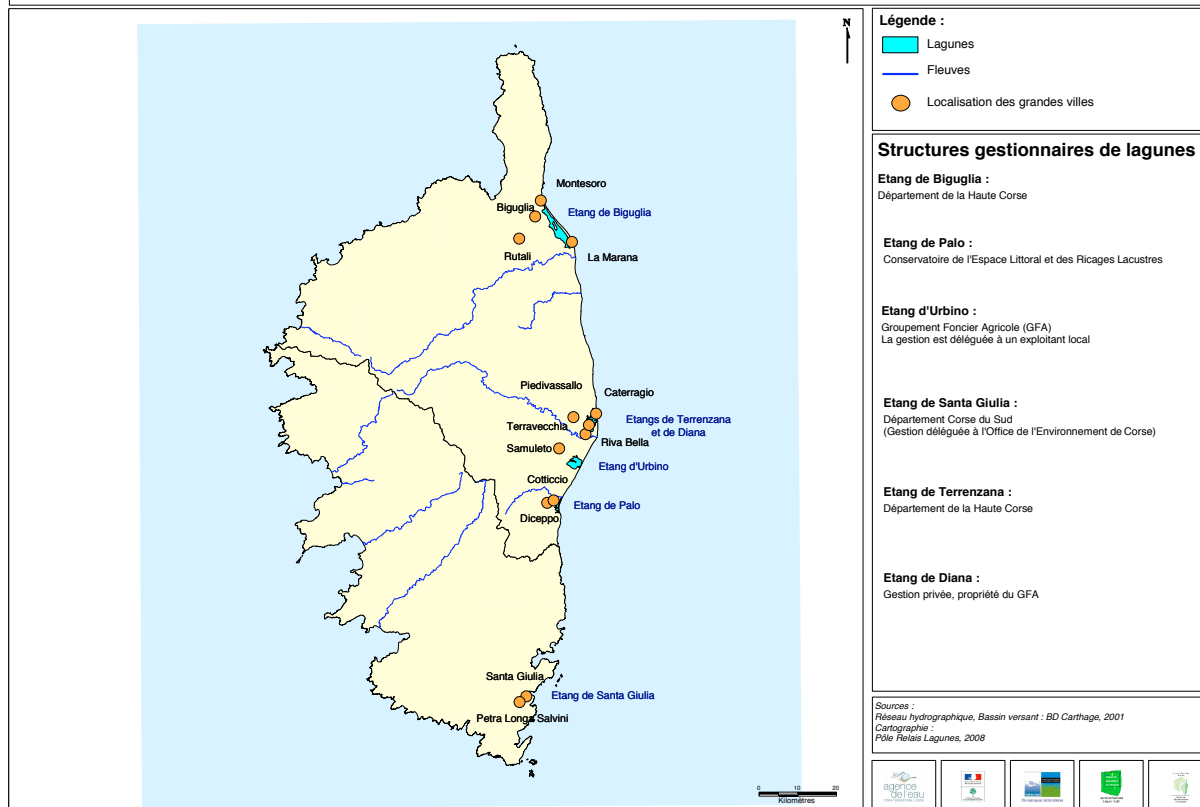 N
Montesoro
Biguglia
Etang de Biguglia
Rutali
La Marana
Piedivassallo
Caterragio
Etangs de Terrenzana
et de Diana
Terravecchia
Riva Bella
Samuleto
Etang d'Urbino
Cotticcio
Etang de Palo
Diceppo
Santa Giulia
Etang de Santa Giulia
Petra Longa Salvini
0 10 20
Kilomètres
Légende :
Lagunes
Fleuves
Localisation des grandes villes
Structures gestionnaires de lagunes
Etang de Biguglia :
Département de la Haute Corse
Etang de Palo :
Conservatoire de l'Espace Littoral et des Ricages Lacustres
Etang d'Urbino :
Groupement Foncier Agricole (GFA)
La gestion est déléguée à un exploitant local
Etang de Santa Giulia :
Département Corse du Sud
(Gestion déléguée à l'Office de l'Environnement de Corse)
Etang de Terrenzana :
Département de la Haute Corse
Etang de Diana :
Gestion privée, propriété du GFA
Sources :
Réseau hydrographique, Bassin versant : BD Carthage, 2001
Cartographie :
Pôle Relais Lagunes, 2008
agence
de l'eau